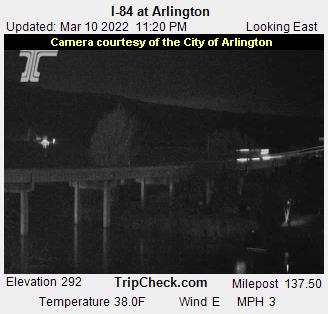 I-84 at Arlington
Updated: Mar 10 2022 11:20 PM Looking East
Camera courtesy of the City of Arlington
Elevation 292 TripCheck.com Milepost 137.50
Temperature 38.0F Wind E MPH 3